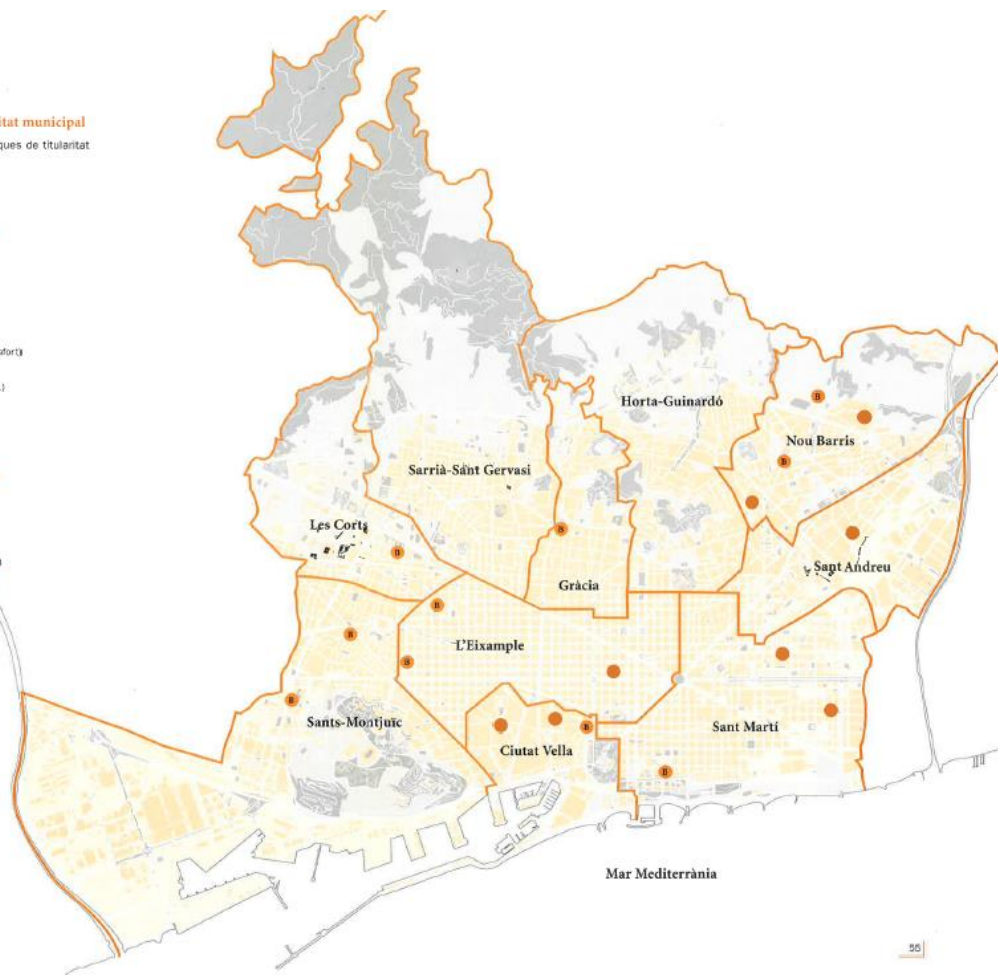 itat municipal
ques de titularitat
fort)
)
)
Horta-Guinardó
Nou Barris
Sarrià-Sant Gervasi
Les Corts
Gràcia
Sant Andreu
L'Eixample
Sants-Montjuïc
Ciutat Vella
Sant Martí
B
B
B
B
B
B
B
B
B
B
Mar Mediterrània
55